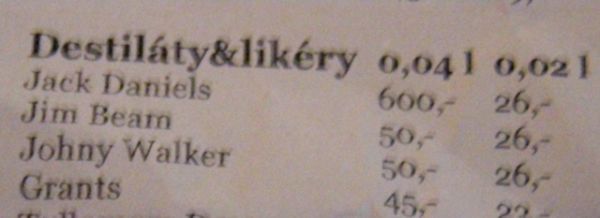 Destiláty&likéry 0,04 l 0,02 l
Jack Daniels 600,- 26,-
Jim Beam 50,- 26,-
Johny Walker 50,- 26,-
Grants 45,-